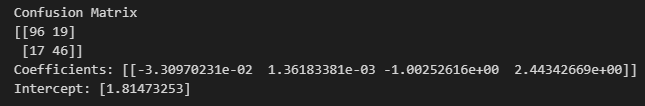 Confusion Matrix
[[96 19]
 [17 46]]
Coefficients: [[-3.30970231e-02  1.36183381e-03 -1.00252616e+00  2.44342669e+00]]
Intercept: [1.81473253]